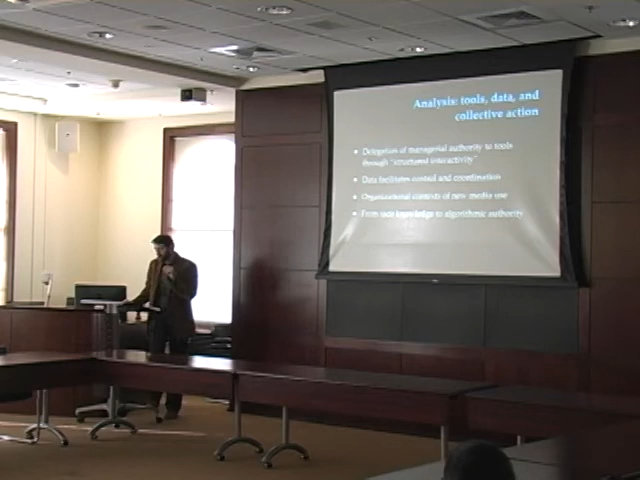 Analysis: tools, data, and
collective action
Delegation of managerial authority to tools
through "structured interactivity"
Data facilitates control and coordination
Organizational contexts of new media use
From tacit knowledge to algorithmic authority